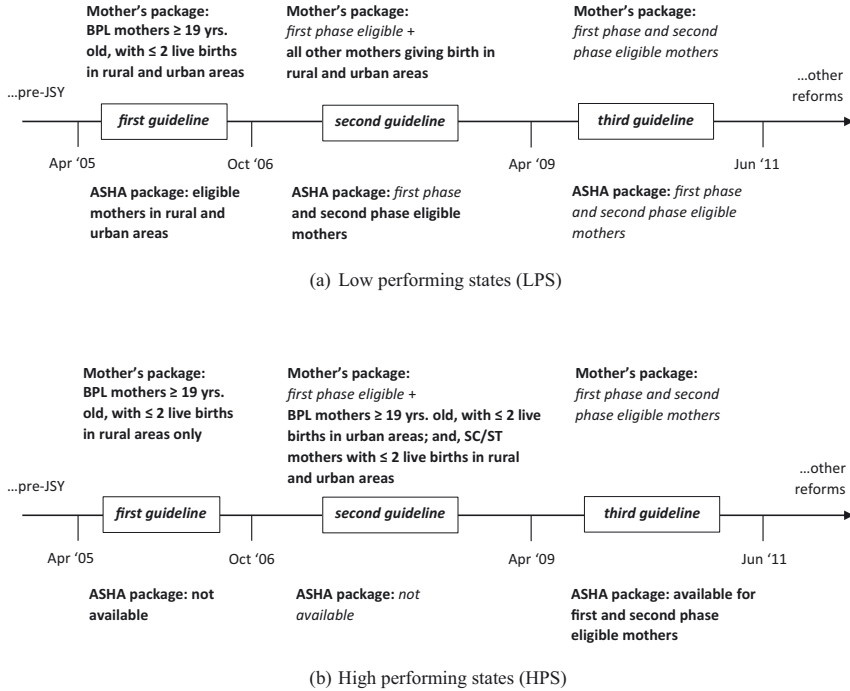 Mother’s package:
BPL mothers ≥ 19 yrs.
old, with ≤ 2 live births
in rural and urban areas
Mother’s package:
first phase eligible +
all other mothers giving birth in
rural and urban areas
Mother’s package:
first phase and second
phase eligible mothers
...pre-JSY
...other
reforms
first guideline
second guideline
third guideline
Apr ‘05
Oct ‘06
Apr ‘09
Jun ‘11
ASHA package: eligible
mothers in rural and
urban areas
ASHA package: first phase
and second phase eligible
mothers
ASHA package: first phase
and second phase eligible
mothers
(a) Low performing states (LPS)
Mother’s package:
BPL mothers ≥ 19 yrs.
old, with ≤ 2 live births
in rural areas only
Mother’s package:
first phase eligible +
BPL mothers ≥ 19 yrs. old, with ≤ 2 live
births in urban areas; and, SC/ST
mothers with ≤ 2 live births in rural
and urban areas
Mother’s package:
first phase and second
phase eligible mothers
...pre-JSY
...other
reforms
first guideline
second guideline
third guideline
Apr ‘05
Oct ‘06
Apr ‘09
Jun ‘11
ASHA package: not
available
ASHA package: not
available
ASHA package: available for
first and second phase
eligible mothers
(b) High performing states (HPS)